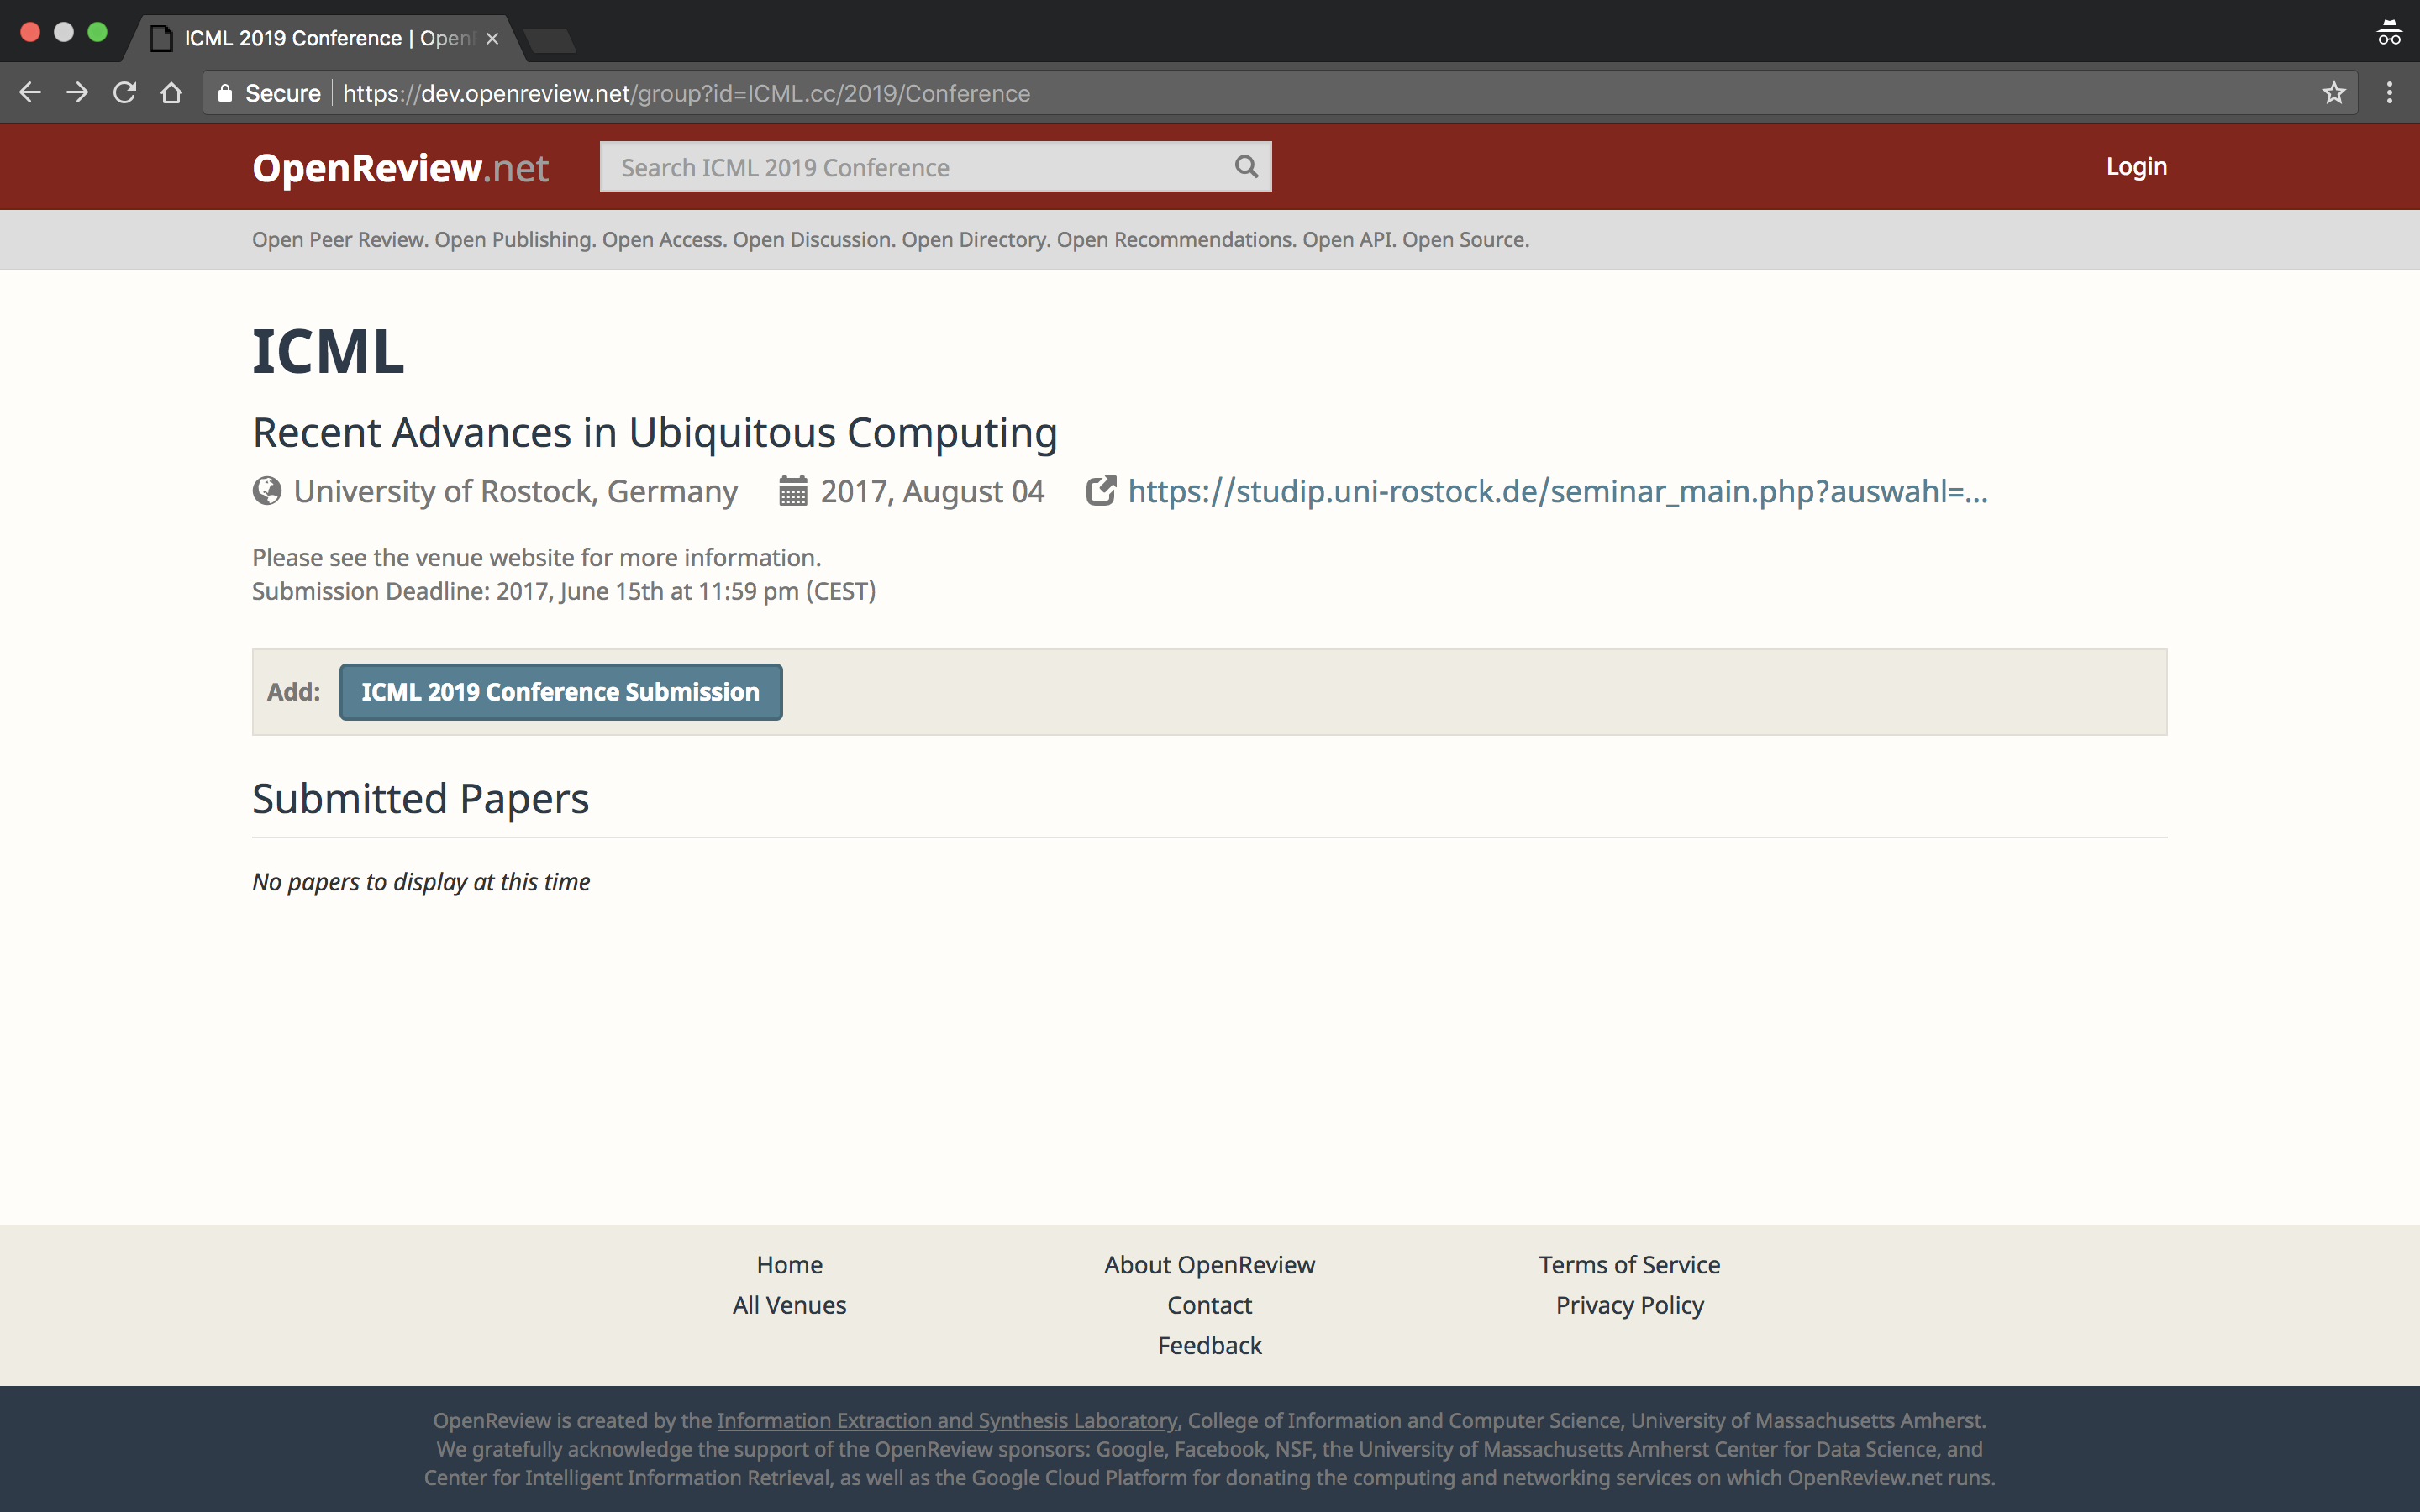 ICML 2019 Conference | Open
Secure https://dev.openreview.net/group?id=ICML.cc/2019/Conference
OpenReview.net Search ICML 2019 Conference Login
Open Peer Review. Open Publishing. Open Access. Open Discussion. Open Directory. Open Recommendations. Open API. Open Source.
ICML
Recent Advances in Ubiquitous Computing
University of Rostock, Germany 2017, August 04 https://studip.uni-rostock.de/seminar_main.php?auswahl=...
Please see the venue website for more information.
Submission Deadline: 2017, June 15th at 11:59 pm (CEST)
Add: ICML 2019 Conference Submission
Submitted Papers
No papers to display at this time
Home About OpenReview Terms of Service
All Venues Contact Privacy Policy
Feedback
OpenReview is created by the Information Extraction and Synthesis Laboratory, College of Information and Computer Science, University of Massachusetts Amherst.
We gratefully acknowledge the support of the OpenReview sponsors: Google, Facebook, NSF, the University of Massachusetts Amherst Center for Data Science, and
Center for Intelligent Information Retrieval, as well as the Google Cloud Platform for donating the computing and networking services on which OpenReview.net runs.